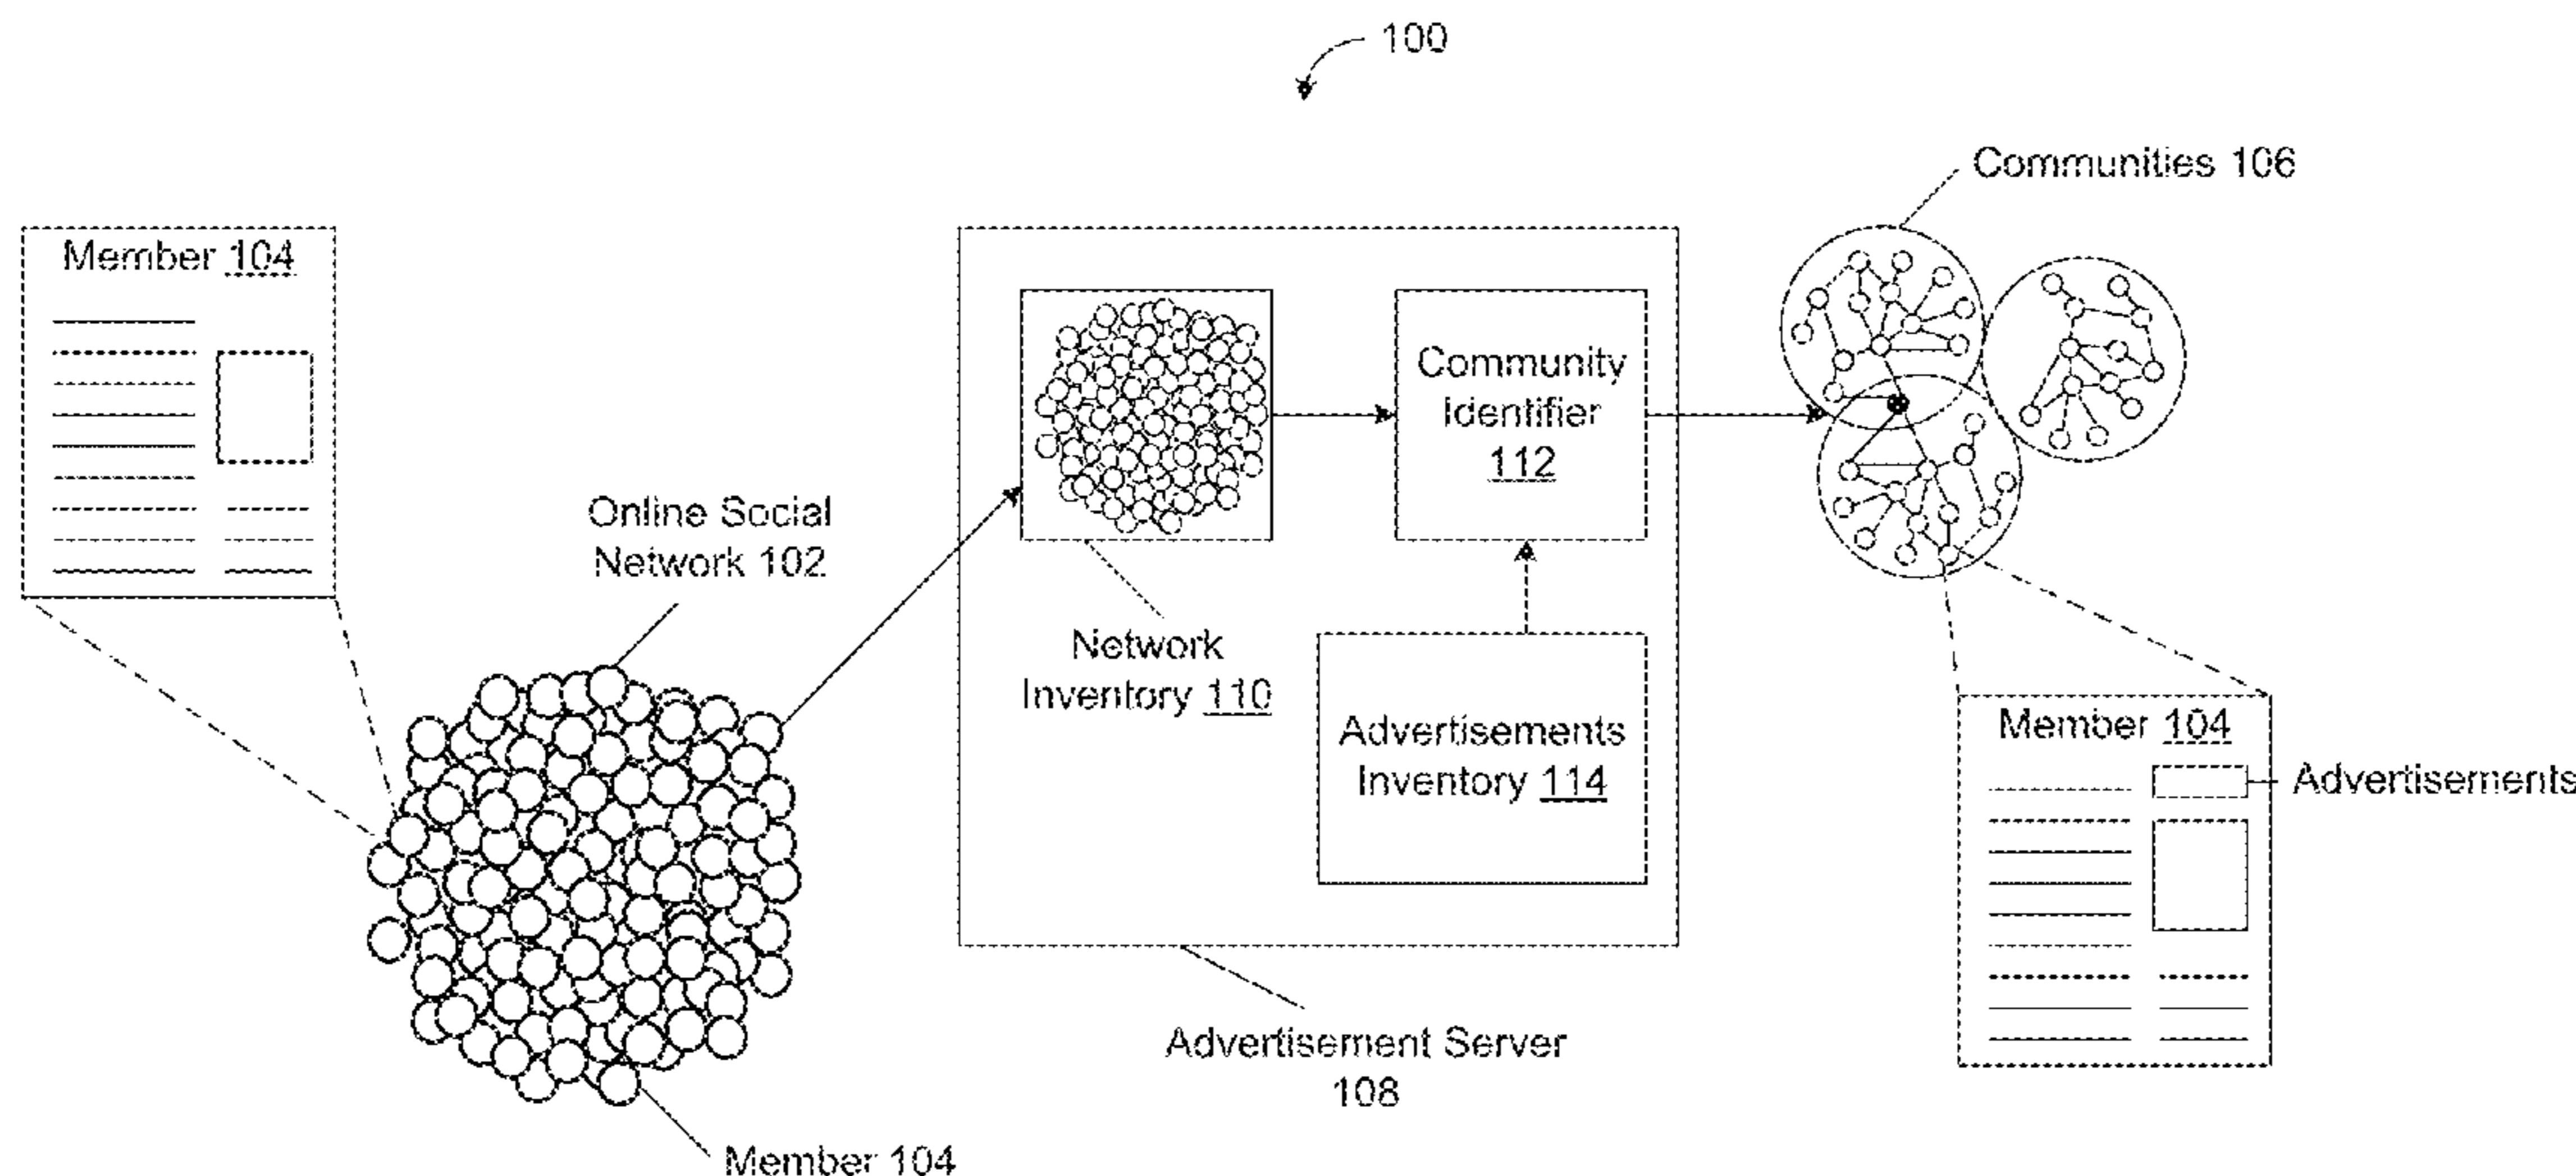 100
Communities 106
Member 104
Online Social
Network 102
Community
Identifier
112
Network
Inventory 110
Advertisements
Inventory 114
Member 104
Advertisements
Advertisement Server
108
Member 104